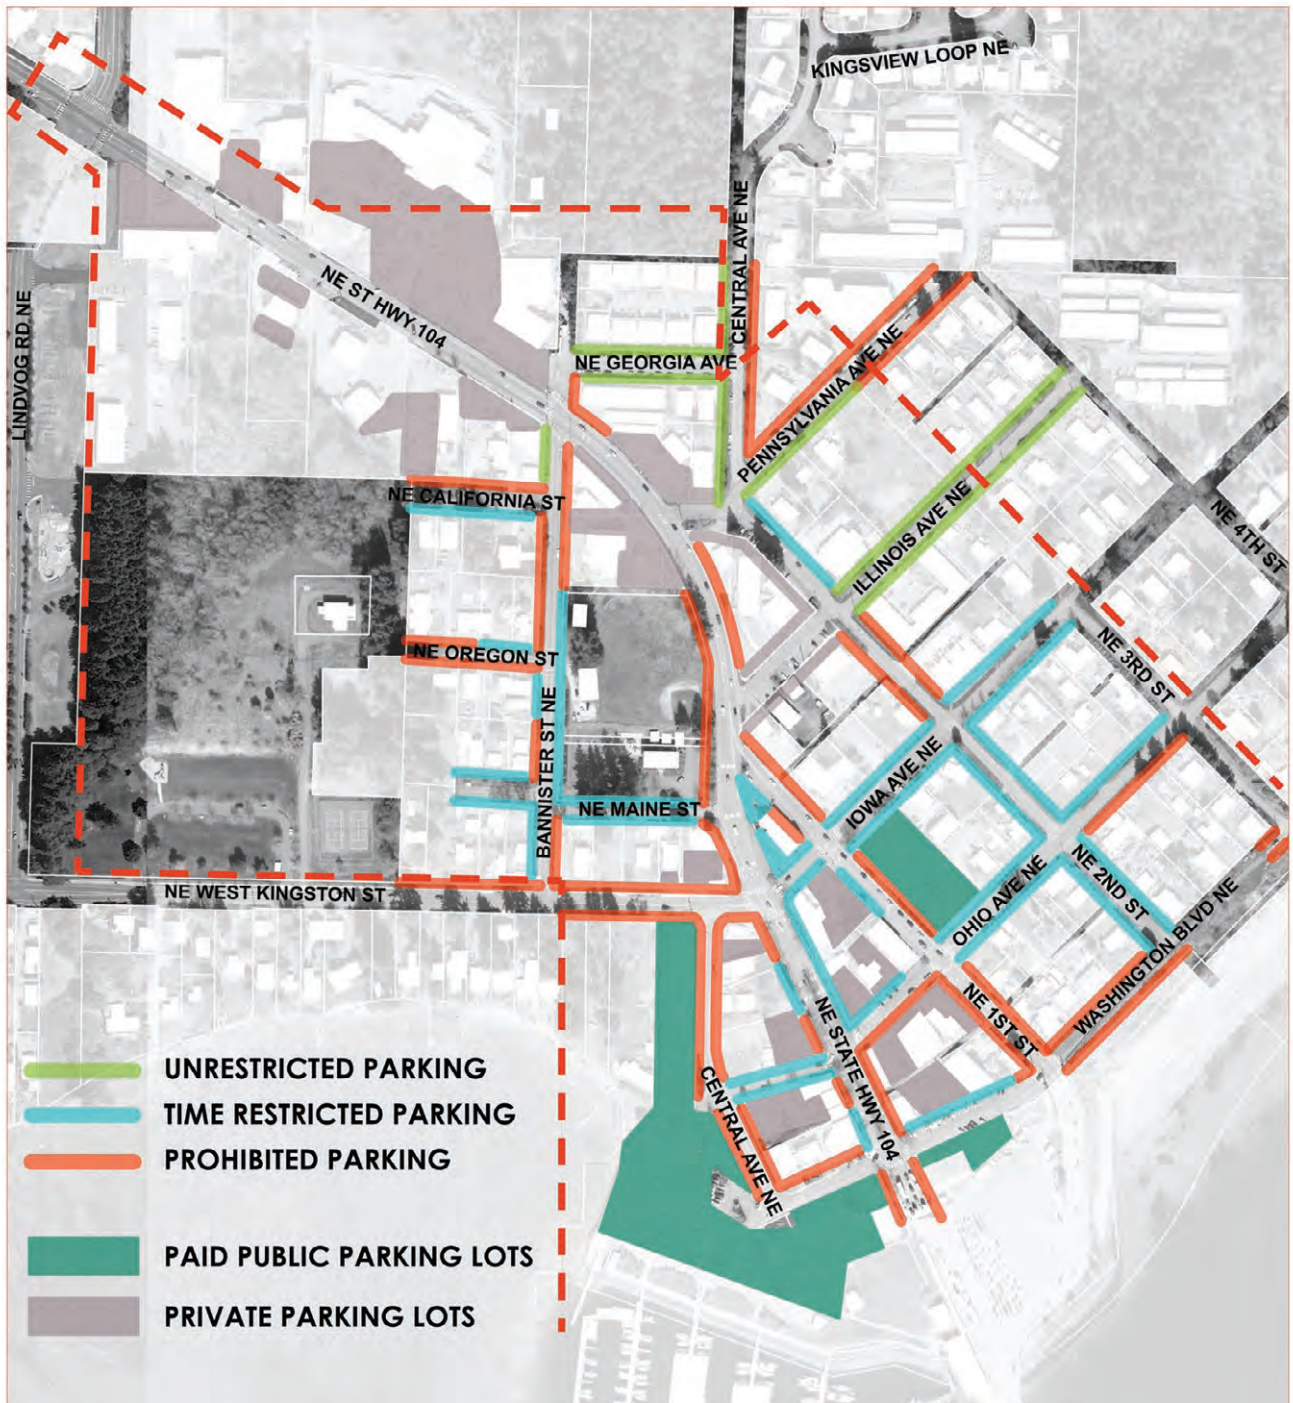 KINGSVIEW LOOP NE
CENTRAL AVE NE
NE ST HWY 104
LINDVOG RD NE
NE GEORGIA AVE
PENNSYLVANIA AVE NE
NE CALIFORNIA ST
ILLINOIS AVE NE
NE 4TH ST
NE OREGON ST
NE 3RD ST
BANNISTER ST NE
NE MAINE ST
IOWA AVE NE
NE 2ND ST
NE WEST KINGSTON ST
OHIO AVE NE
WASHINGTON BLVD NE
NE 1ST ST
NE STATE HWY 104
CENTRAL AVE NE
UNRESTRICTED PARKING
TIME RESTRICTED PARKING
PROHIBITED PARKING
PAID PUBLIC PARKING LOTS
PRIVATE PARKING LOTS